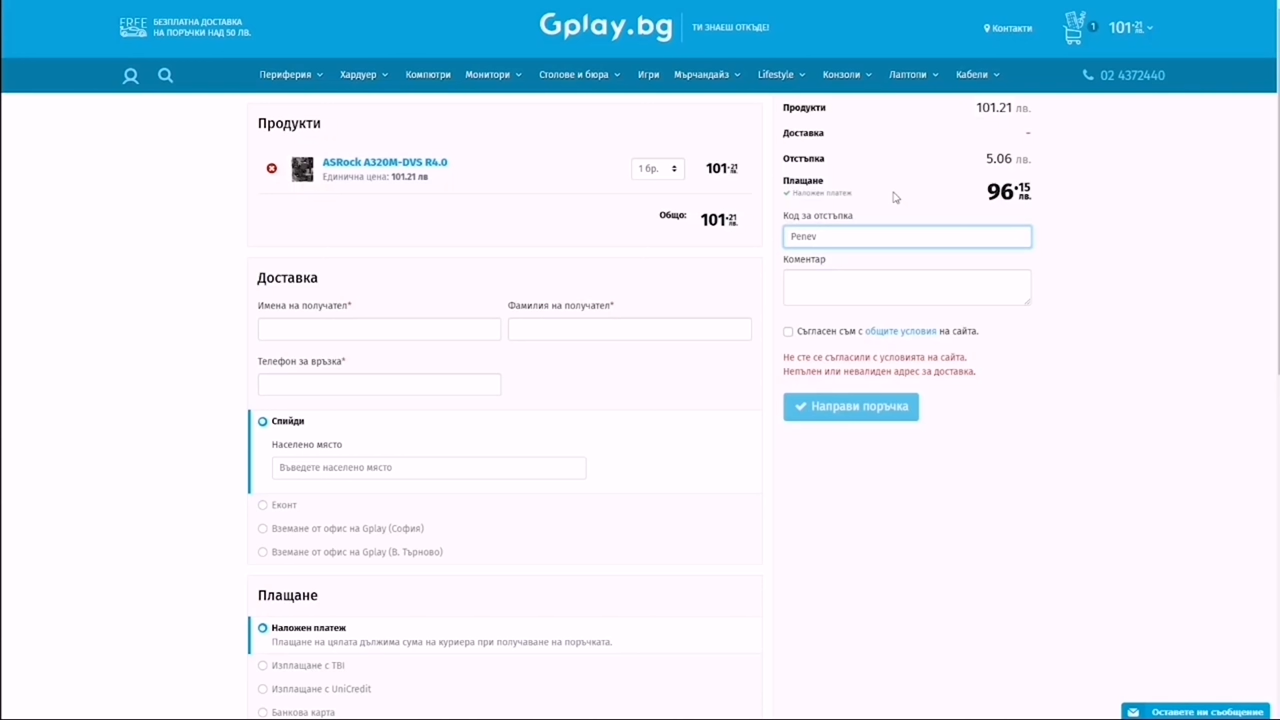 FREE БЕЗПЛАТНА ДОСТАВКА
НА ПОРЪЧКИ НАД 50 ЛВ.
Gplay.bg
ТИ ЗНАЕШ ОТКЪДЕ!
Контакти
1
101.21 лв.
Периферия
Хардуер
Компютри
Монитори
Столове и бюра
Игри
Мърчандайз
Lifestyle
Конзоли
Лаптопи
Кабели
02 4372440
Продукти
ASRock A320M-DVS R4.0
Единична цена: 101.21 лв
1 бр.
101.21 лв.
Общо: 101.21 лв.
Доставка
Имена на получател*
Фамилия на получател*
Телефон за връзка*
Спийди
Населено място
Въведете населено място
Еконт
Вземане от офис на Gplay (София)
Вземане от офис на Gplay (В. Търново)
Плащане
Наложен платеж
Плащане на цялата дължима сума на куриера при получаване на поръчката.
Изплащане с TBI
Изплащане с UniCredit
Банкова карта
Продукти 101.21 лв.
Доставка -
Отстъпка 5.06 лв.
Плащане 96.15 лв.
Наложен платеж
Код за отстъпка
Penev
Коментар
Съгласен съм с общите условия на сайта.
Не сте се съгласили с условията на сайта.
Непълен или невалиден адрес за доставка.
Направи поръчка
Оставете ни съобщение